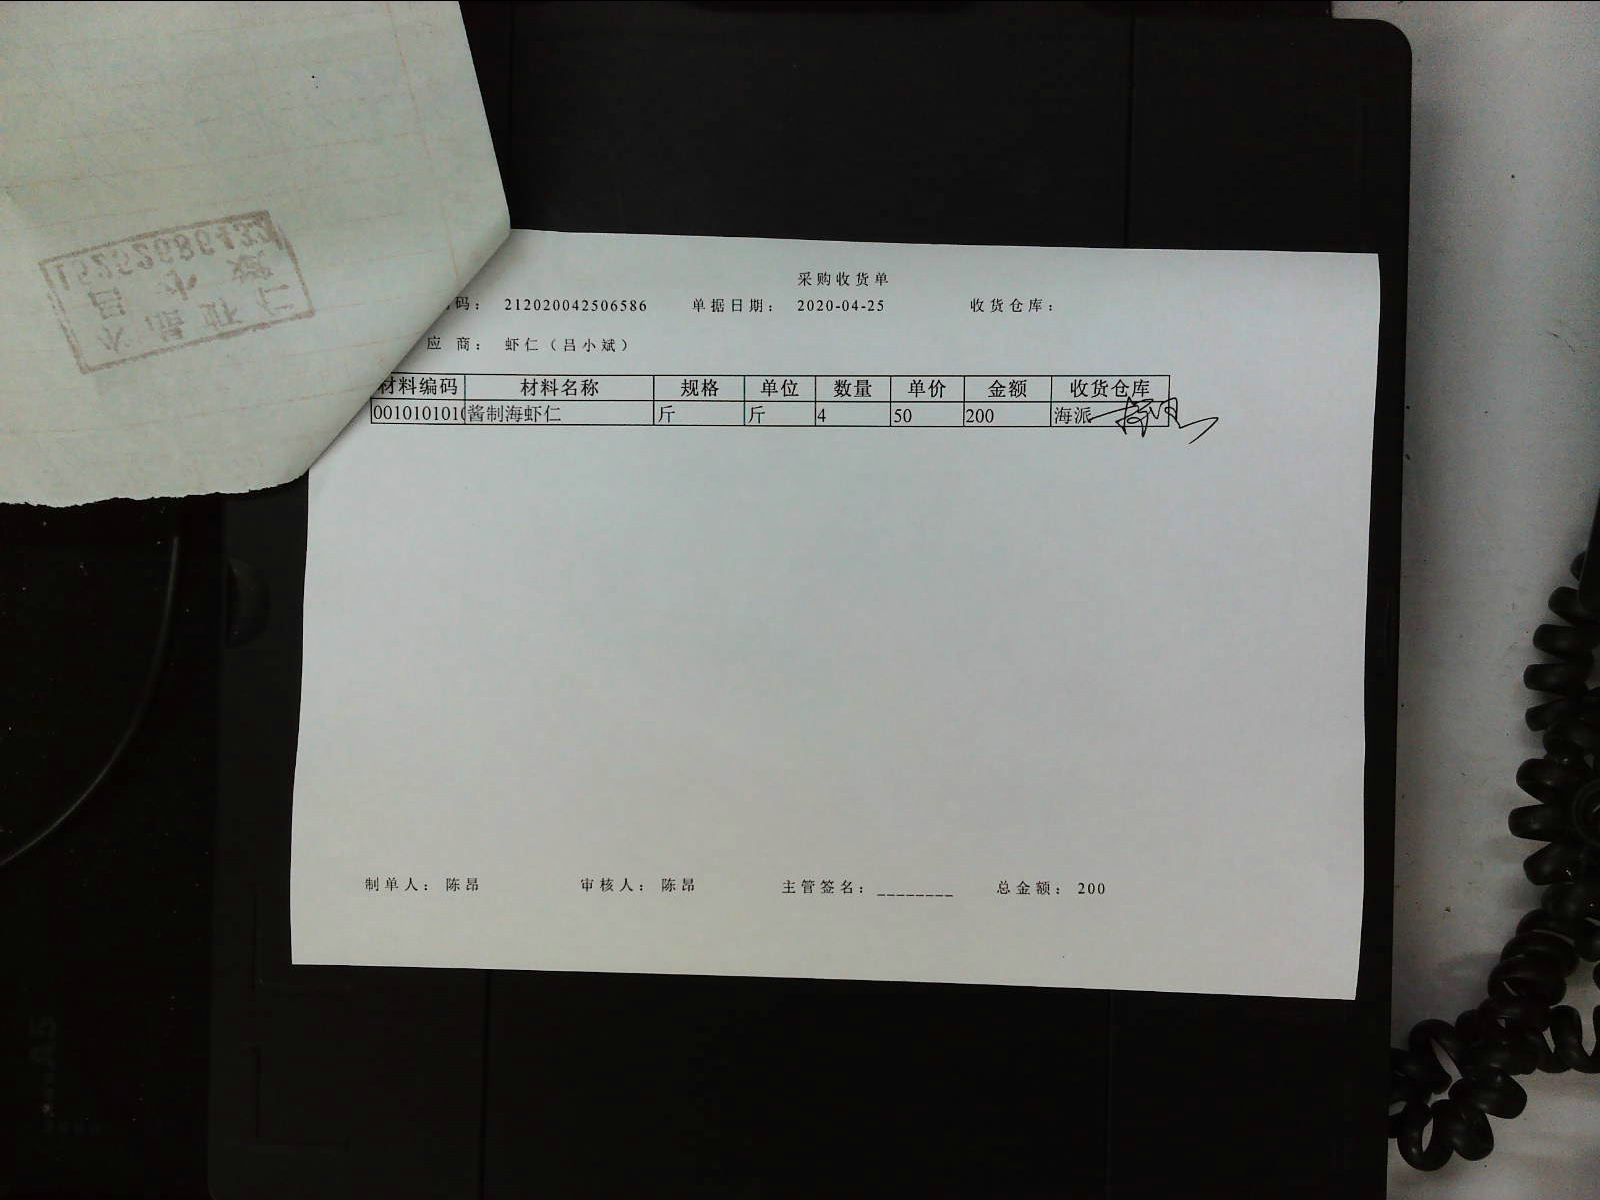 采购收货单
码： 212020042506586 单据日期： 2020-04-25 收货仓库：
应 商： 虾仁（吕小斌）
材料编码 材料名称 规格 单位 数量 单价 金额 收货仓库
001010101 酱制海虾仁 斤 斤 4 50 200 海派
制单人： 陈昂 审核人： 陈昂 主管签名：________ 总金额： 200